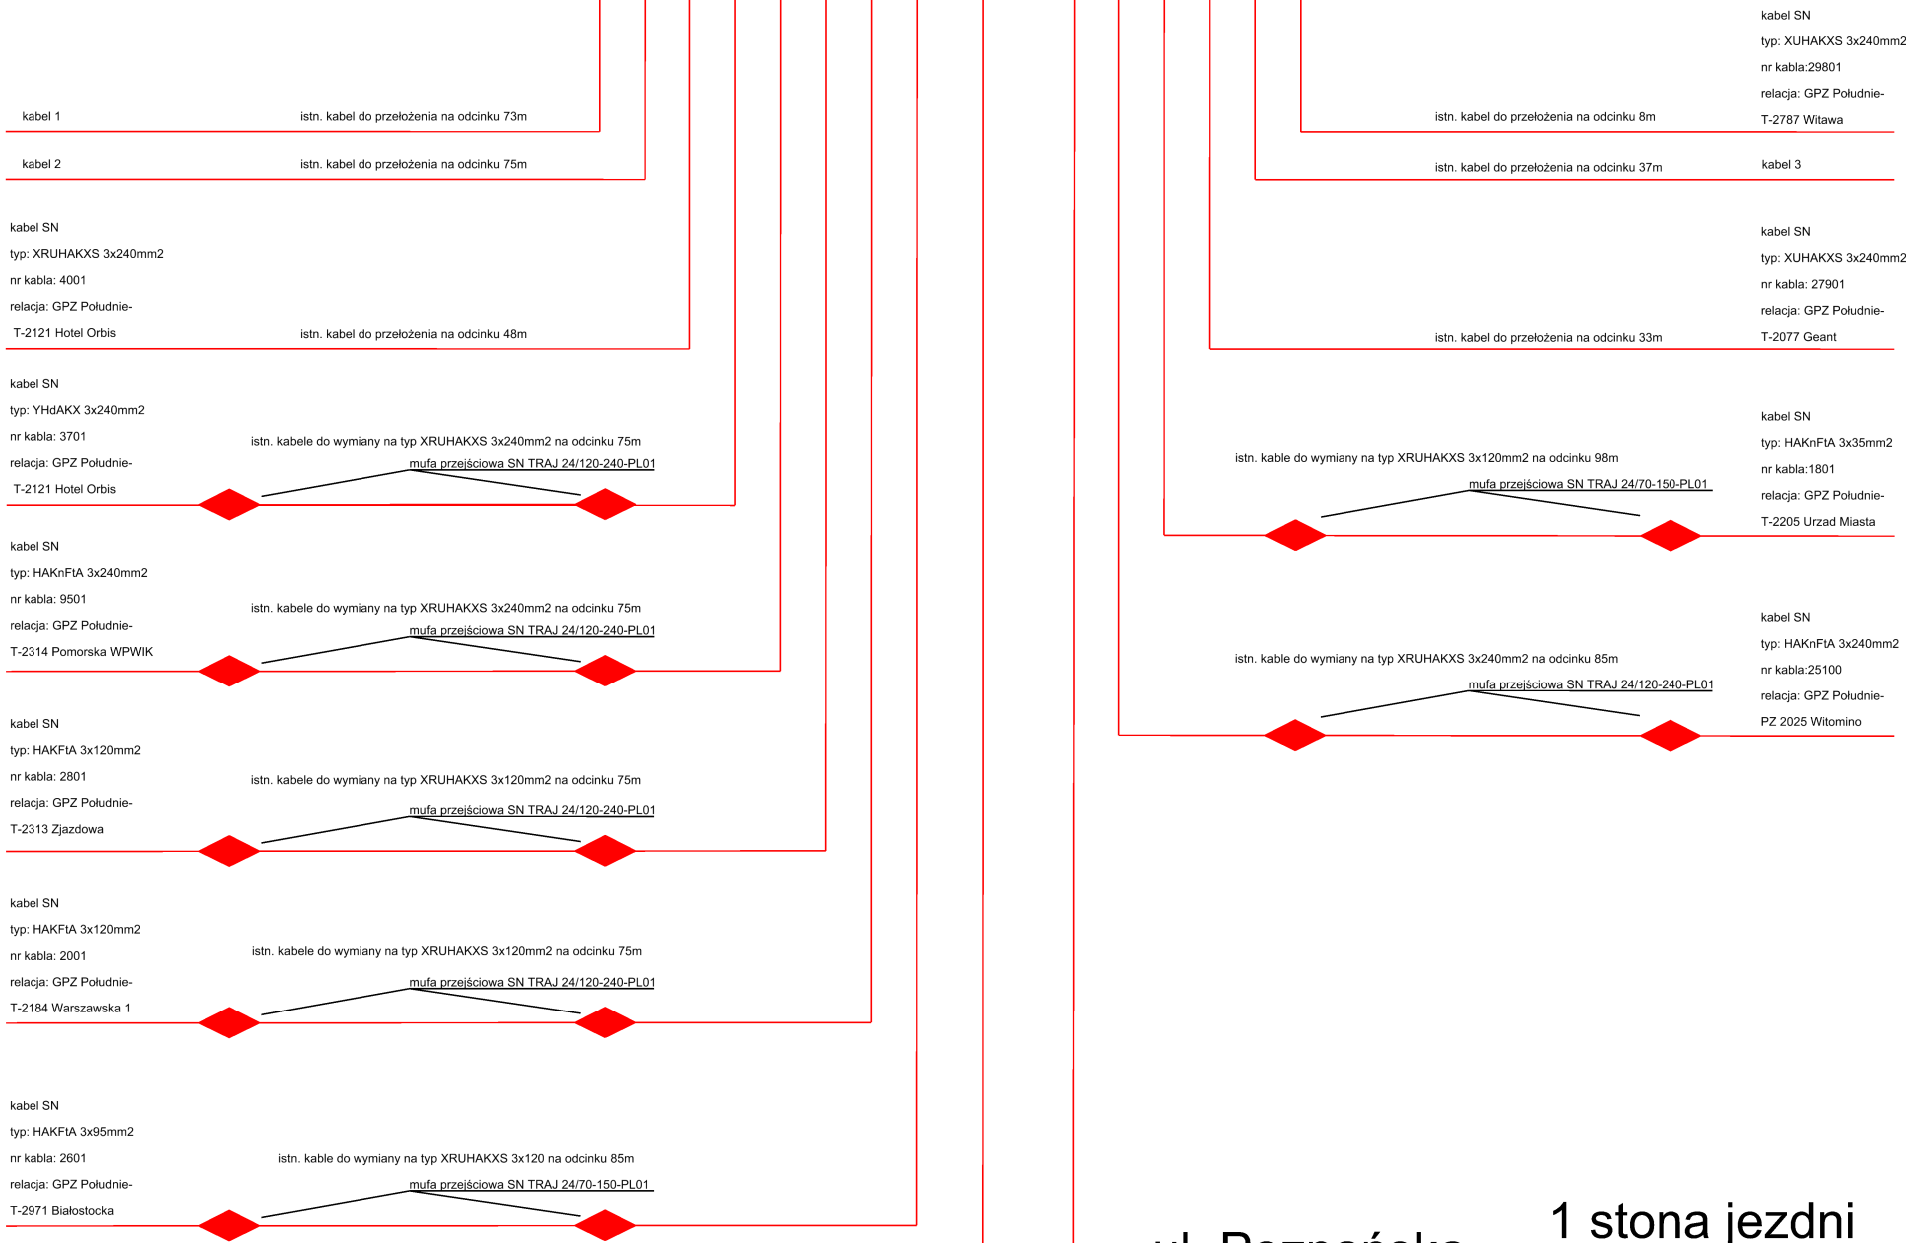 kabel 1
istn. kabel do przełożenia na odcinku 73m
kabel 2
istn. kabel do przełożenia na odcinku 75m
kabel SN
typ: XRUHAKXS 3x240mm2
nr kabla: 4001
relacja: GPZ Południe-
T-2121 Hotel Orbis
istn. kabel do przełożenia na odcinku 48m
kabel SN
typ: YHdAKX 3x240mm2
nr kabla: 3701
relacja: GPZ Południe-
T-2121 Hotel Orbis
istn. kabele do wymiany na typ XRUHAKXS 3x240mm2 na odcinku 75m
mufa przejściowa SN TRAJ 24/120-240-PL01
kabel SN
typ: HAKnFtA 3x240mm2
nr kabla: 9501
relacja: GPZ Południe-
T-2314 Pomorska WPWIK
istn. kabele do wymiany na typ XRUHAKXS 3x240mm2 na odcinku 75m
mufa przejściowa SN TRAJ 24/120-240-PL01
kabel SN
typ: HAKFtA 3x120mm2
nr kabla: 2801
relacja: GPZ Południe-
T-2313 Zjazdowa
istn. kabele do wymiany na typ XRUHAKXS 3x120mm2 na odcinku 75m
mufa przejściowa SN TRAJ 24/120-240-PL01
kabel SN
typ: HAKFtA 3x120mm2
nr kabla: 2001
relacja: GPZ Południe-
T-2184 Warszawska 1
istn. kabele do wymiany na typ XRUHAKXS 3x120mm2 na odcinku 75m
mufa przejściowa SN TRAJ 24/120-240-PL01
kabel SN
typ: HAKFtA 3x95mm2
nr kabla: 2601
relacja: GPZ Południe-
T-2971 Białostocka
istn. kable do wymiany na typ XRUHAKXS 3x120 na odcinku 85m
mufa przejściowa SN TRAJ 24/70-150-PL01
kabel SN
typ: XUHAKXS 3x240mm2
nr kabla:29801
relacja: GPZ Południe-
T-2787 Witawa
istn. kabel do przełożenia na odcinku 8m
istn. kabel do przełożenia na odcinku 37m
kabel 3
kabel SN
typ: XUHAKXS 3x240mm2
nr kabla: 27901
relacja: GPZ Południe-
T-2077 Geant
istn. kabel do przełożenia na odcinku 33m
kabel SN
typ: HAKnFtA 3x35mm2
nr kabla:1801
relacja: GPZ Południe-
T-2205 Urzad Miasta
istn. kable do wymiany na typ XRUHAKXS 3x120mm2 na odcinku 98m
mufa przejściowa SN TRAJ 24/70-150-PL01
kabel SN
typ: HAKnFtA 3x240mm2
nr kabla:25100
relacja: GPZ Południe-
PZ 2025 Witomino
istn. kable do wymiany na typ XRUHAKXS 3x240mm2 na odcinku 85m
mufa przejściowa SN TRAJ 24/120-240-PL01
1 stona jezdni
ul. Poznańska